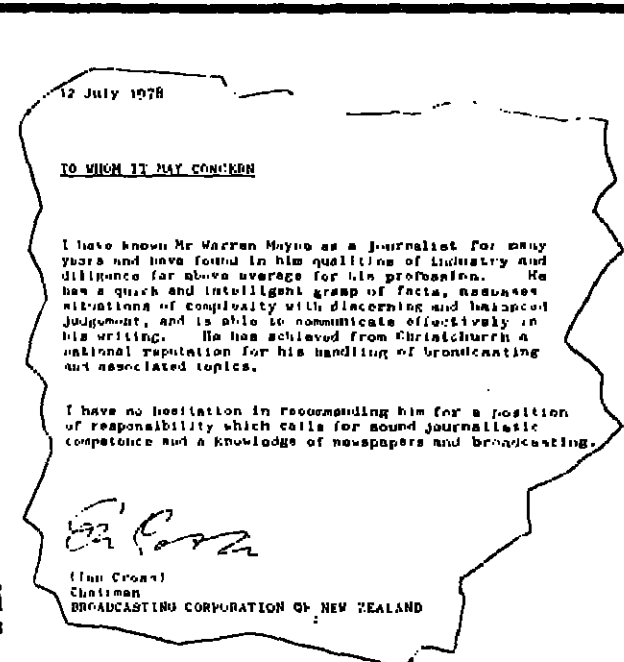 12 July 1978
TO WHOM IT MAY CONCERN
I have known Mr Warren Mayne as a journalist for many
years and have found in him qualities of industry and
diligence far above average for his profession. He
has a quick and intelligent grasp of facts, assesses
situations of complexity with discerning and balanced
judgement, and is able to communicate effectively in
his writing. He has achieved from Christchurch a
national reputation for his handling of broadcasting
and associated topics.
I have no hesitation in recommending him for a position
of responsibility which calls for sound journalistic
competence and a knowledge of newspapers and broadcasting.
Ian Cross
(Ian Cross)
Chairman
BROADCASTING CORPORATION OF NEW ZEALAND